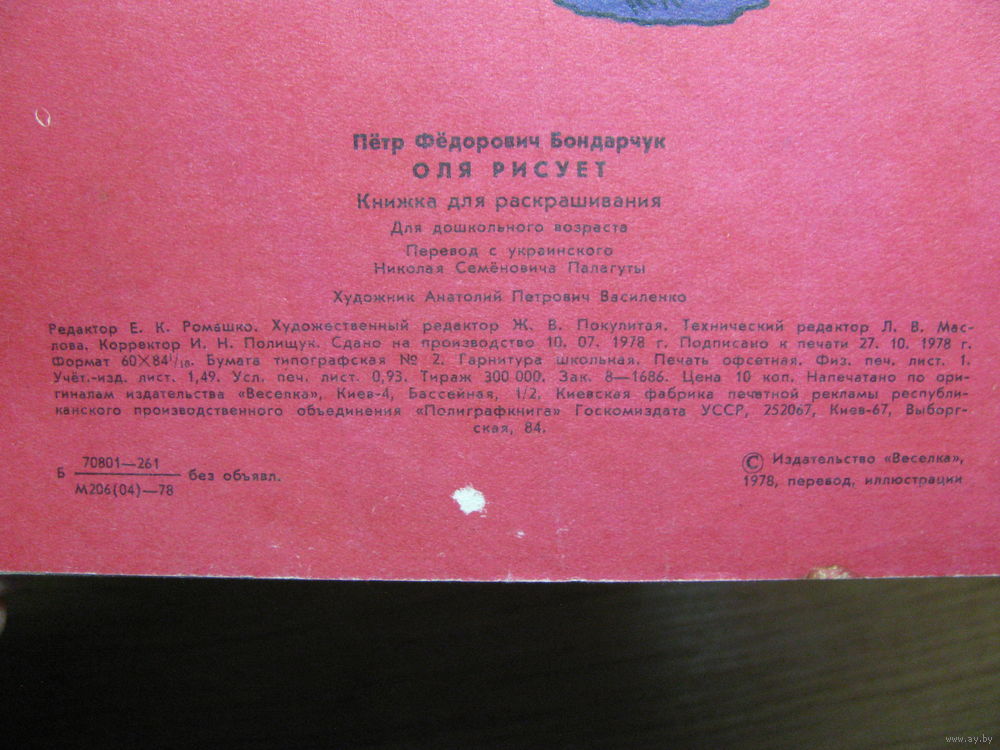 Пётр Фёдорович Бондарчук
ОЛЯ РИСУЕТ
Книжка для раскрашивания
Для дошкольного возраста
Перевод с украинского
Николая Семёновича Палагуты
Художник Анатолий Петрович Василенко
Редактор Е. К. Ромашко. Художественный редактор Ж. В. Покулитая. Технический редактор Л. В. Мас-
лова. Корректор И. Н. Полищук. Сдано на производство 10. 07. 1978 г. Подписано к печати 27. 10. 1978 г.
Формат 60×84¹/₁₆. Бумага типографская № 2. Гарнитура школьная. Печать офсетная. Физ. печ. лист. 1.
Учёт.-изд. лист. 1,49. Усл. печ. лист. 0,93. Тираж 300 000. Зак. 8—1686. Цена 10 коп. Напечатано по ори-
гиналам издательства «Веселка», Киев-4, Бассейная, 1/2, Киевская фабрика печатной рекламы республи-
канского производственного объединения «Полиграфкнига» Госкомиздата УССР, 252067, Киев-67, Выборг-
ская, 84.
Б 70801—261
М206(04)—78 без объявл.
© Издательство «Веселка»,
1978, перевод, иллюстрации
www.ay.by